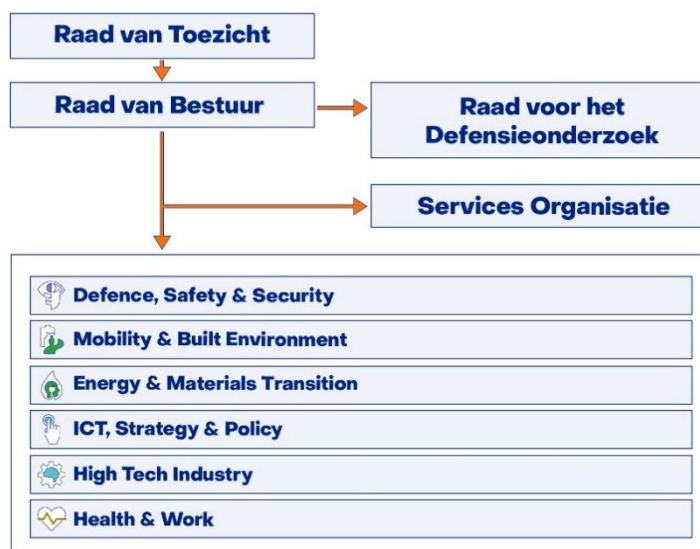 Raad van Toezicht
Raad van Bestuur
Raad voor het
Defensieonderzoek
Services Organisatie
Defence, Safety & Security
Mobility & Built Environment
Energy & Materials Transition
ICT, Strategy & Policy
High Tech Industry
Health & Work